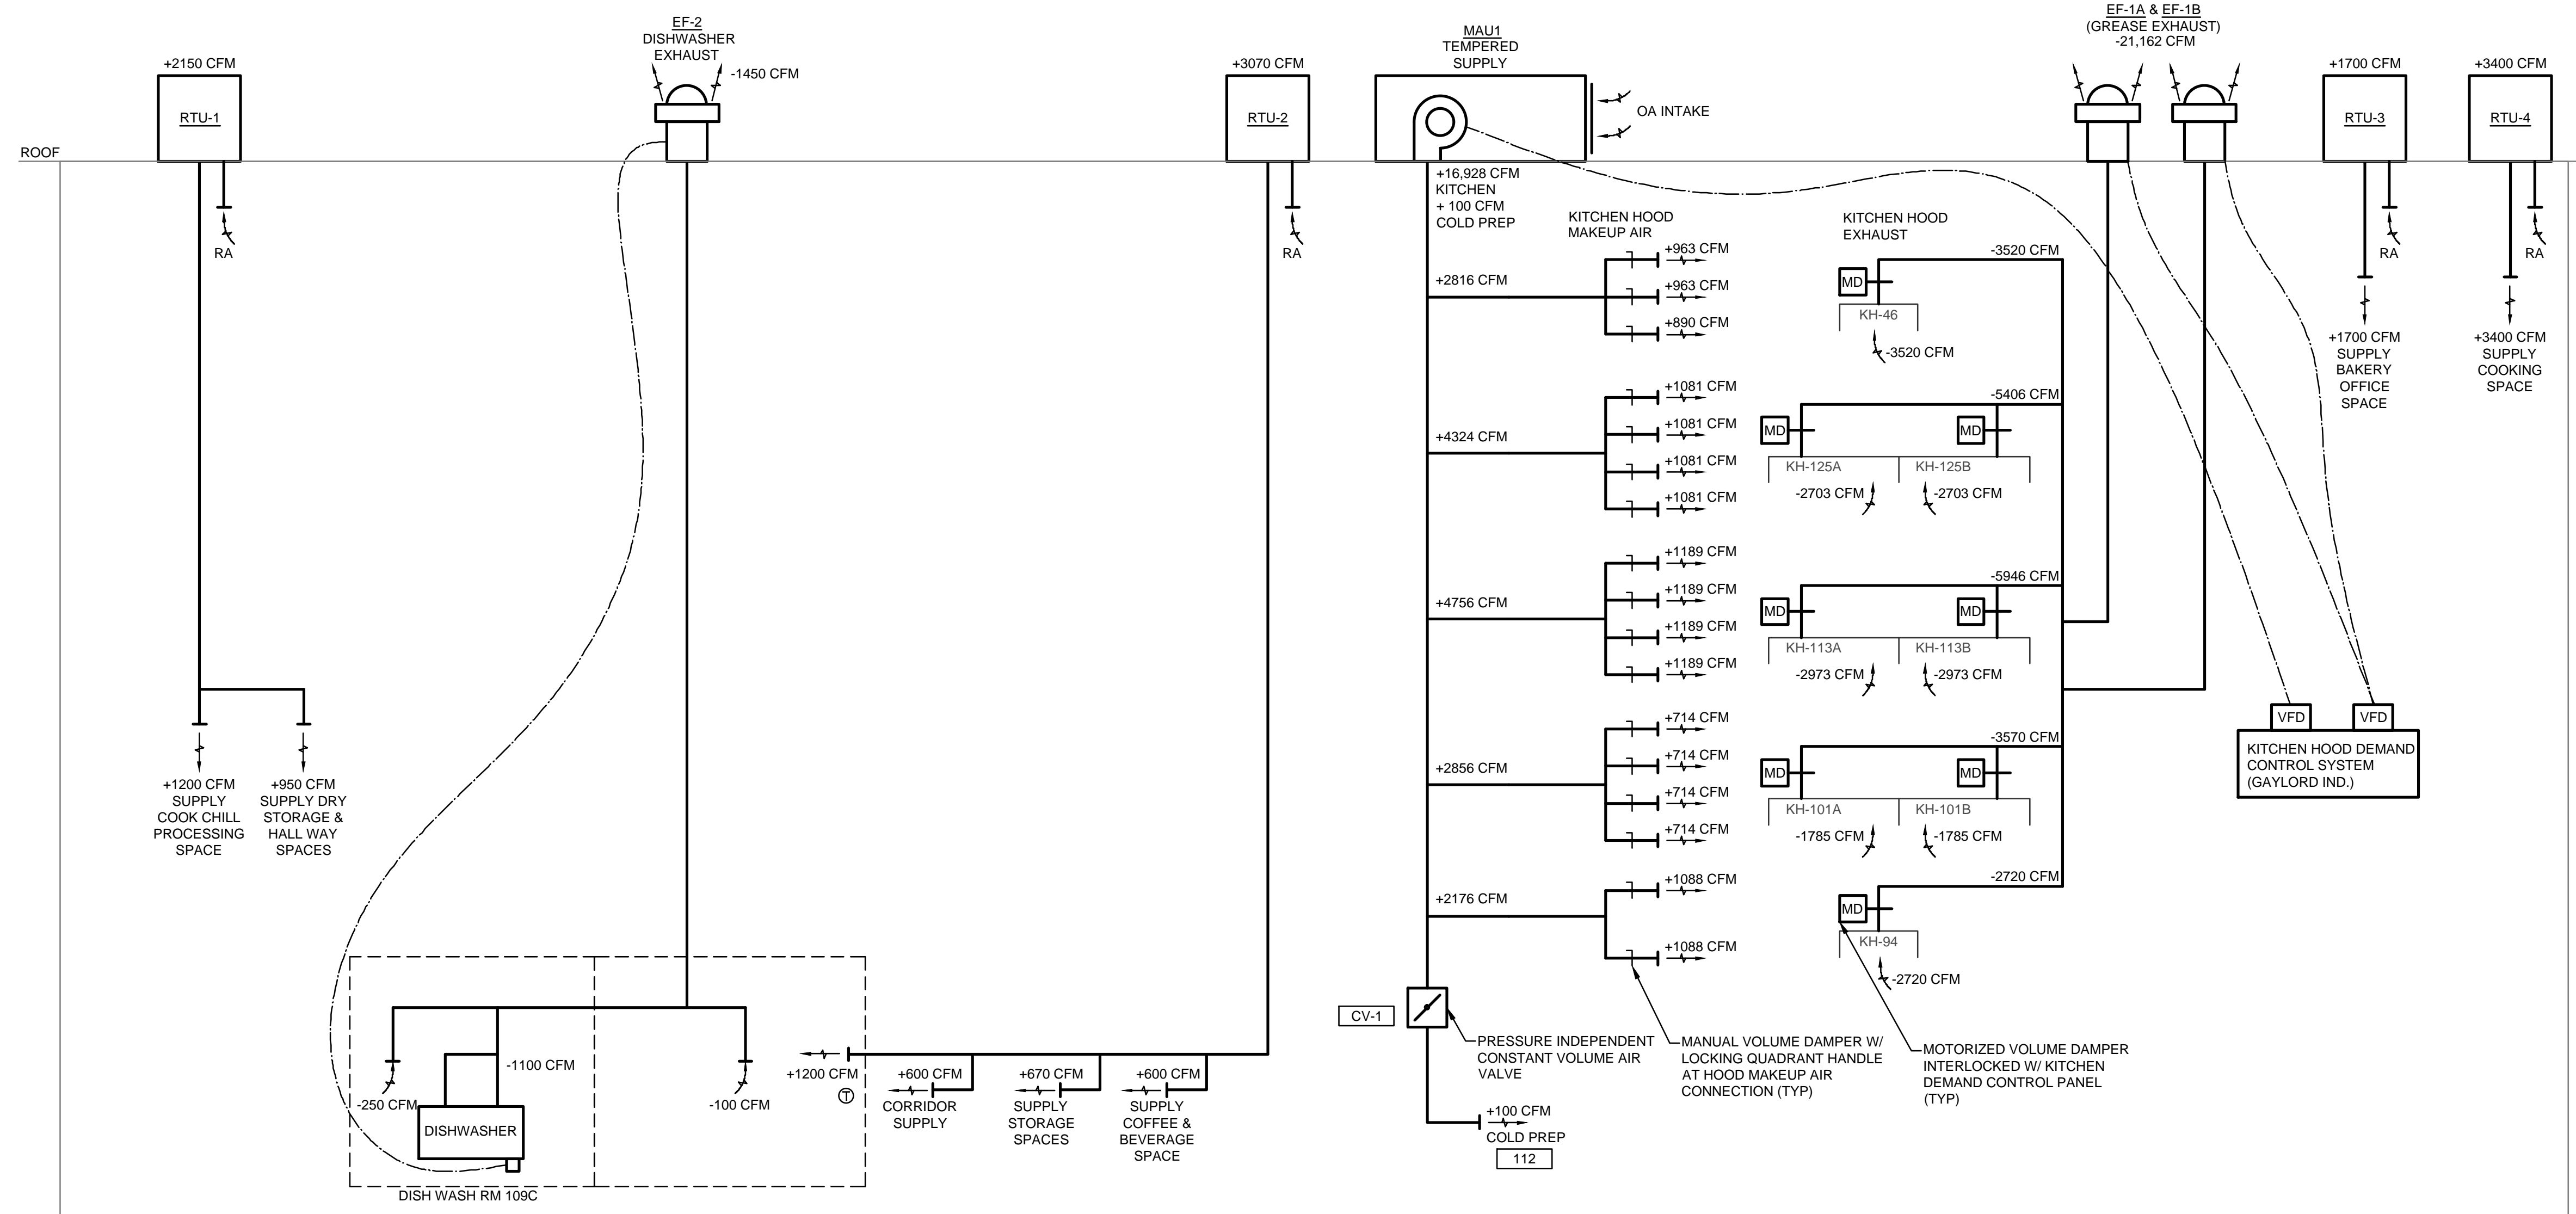 EF-2
DISHWASHER
EXHAUST
-1450 CFM
MAU1
TEMPERED
SUPPLY
EF-1A & EF-1B
(GREASE EXHAUST)
-21,162 CFM
+2150 CFM
RTU-1
+3070 CFM
RTU-2
OA INTAKE
+1700 CFM
RTU-3
+3400 CFM
RTU-4
ROOF
RA
RA
RA
RA
+16,928 CFM
KITCHEN
+ 100 CFM
COLD PREP
KITCHEN HOOD
MAKEUP AIR
KITCHEN HOOD
EXHAUST
+2816 CFM
+963 CFM
+963 CFM
+890 CFM
-3520 CFM
MD
KH-46
-3520 CFM
+1700 CFM
SUPPLY
BAKERY
OFFICE
SPACE
+3400 CFM
SUPPLY
COOKING
SPACE
+4324 CFM
+1081 CFM
+1081 CFM
+1081 CFM
+1081 CFM
-5406 CFM
MD
MD
KH-125A
KH-125B
-2703 CFM
-2703 CFM
+4756 CFM
+1189 CFM
+1189 CFM
+1189 CFM
+1189 CFM
-5946 CFM
MD
MD
KH-113A
KH-113B
-2973 CFM
-2973 CFM
+2856 CFM
+714 CFM
+714 CFM
+714 CFM
+714 CFM
-3570 CFM
MD
MD
KH-101A
KH-101B
-1785 CFM
-1785 CFM
VFD
VFD
KITCHEN HOOD DEMAND
CONTROL SYSTEM
(GAYLORD IND.)
+1200 CFM
SUPPLY
COOK CHILL
PROCESSING
SPACE
+950 CFM
SUPPLY DRY
STORAGE &
HALL WAY
SPACES
+2176 CFM
+1088 CFM
+1088 CFM
-2720 CFM
MD
KH-94
-2720 CFM
CV-1
PRESSURE INDEPENDENT
CONSTANT VOLUME AIR
VALVE
MANUAL VOLUME DAMPER W/
LOCKING QUADRANT HANDLE
AT HOOD MAKEUP AIR
CONNECTION (TYP)
MOTORIZED VOLUME DAMPER
INTERLOCKED W/ KITCHEN
DEMAND CONTROL PANEL
(TYP)
-1100 CFM
-250 CFM
DISHWASHER
-100 CFM
+1200 CFM
T
+600 CFM
CORRIDOR
SUPPLY
+670 CFM
SUPPLY
STORAGE
SPACES
+600 CFM
SUPPLY
COFFEE &
BEVERAGE
SPACE
+100 CFM
COLD PREP
112
DISH WASH RM 109C